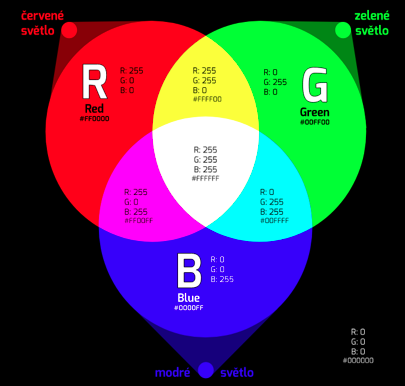 červené
světlo
zelené
světlo
R
Red
#FF0000
R: 255
G: 0
B: 0
R: 255
G: 255
B: 0
#FFFF00
R: 0
G: 255
B: 0
G
Green
#00FF00
R: 255
G: 255
B: 255
#FFFFFF
R: 255
G: 0
B: 255
#FF00FF
R: 0
G: 255
B: 255
#00FFFF
B
Blue
#0000FF
R: 0
G: 0
B: 255
R: 0
G: 0
B: 0
#000000
modré světlo